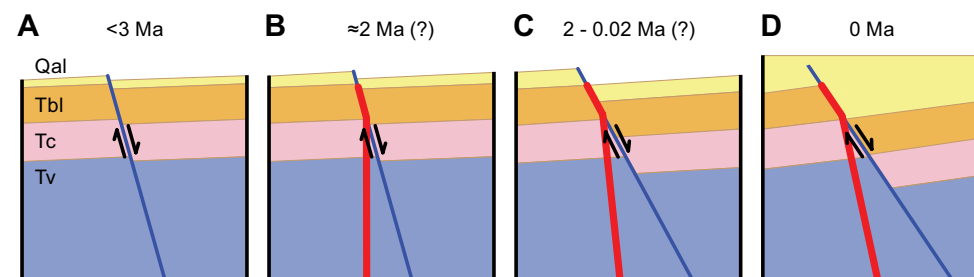 A <3 Ma
B ≈2 Ma (?)
C 2 - 0.02 Ma (?)
D 0 Ma
Qal
Tbl
Tc
Tv